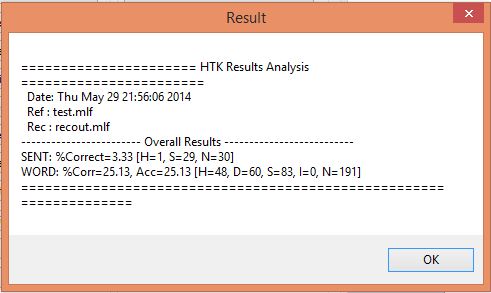 Result
====================== HTK Results Analysis
=======================
Date: Thu May 29 21:56:06 2014
Ref : test.mlf
Rec : recout.mlf
------------------------ Overall Results --------------------------
SENT: %Correct=3.33 [H=1, S=29, N=30]
WORD: %Corr=25.13, Acc=25.13 [H=48, D=60, S=83, I=0, N=191]
=====================================================
==============
OK